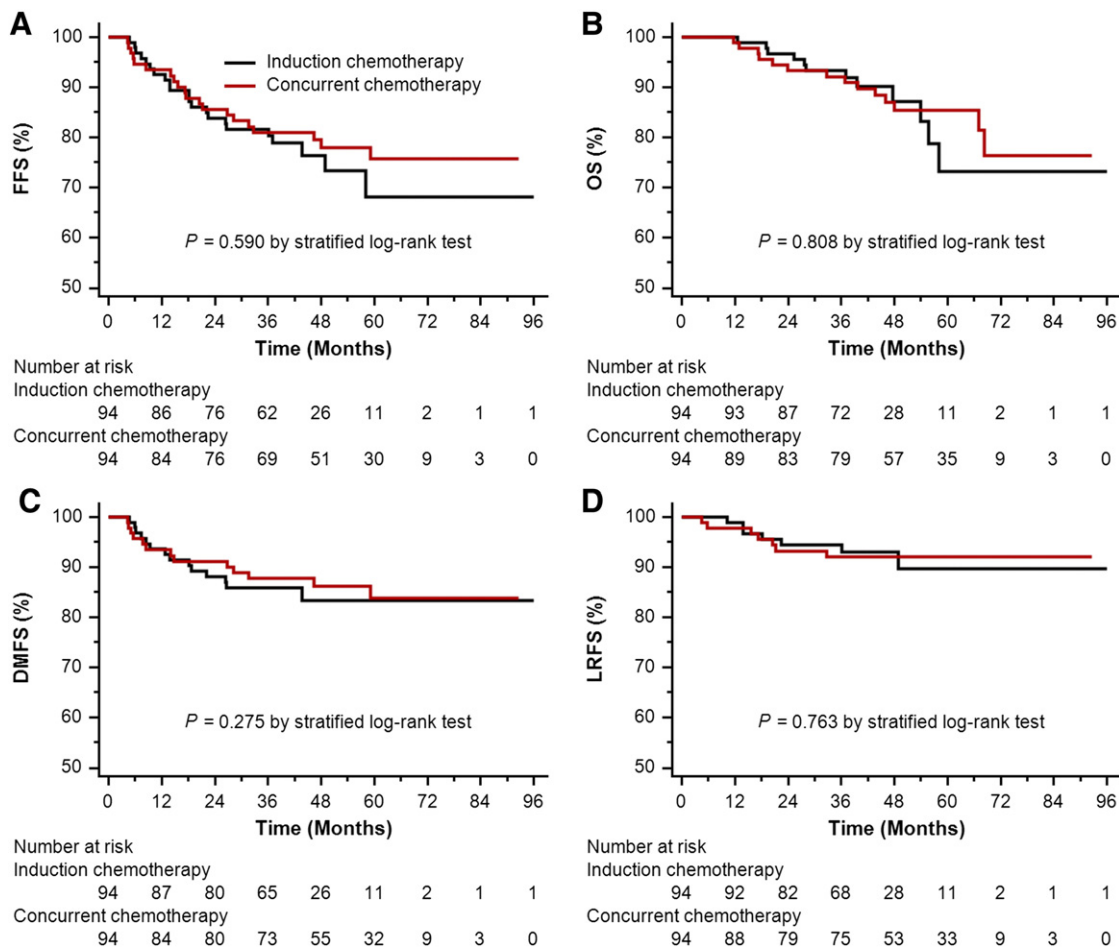 A
100
90
80
70
60
50
FFS (%)
Induction chemotherapy
Concurrent chemotherapy
P = 0.590 by stratified log-rank test
0 12 24 36 48 60 72 84 96
Time (Months)
Number at risk
Induction chemotherapy
94 86 76 62 26 11 2 1 1
Concurrent chemotherapy
94 84 76 69 51 30 9 3 0
B
100
90
80
70
60
50
OS (%)
P = 0.808 by stratified log-rank test
0 12 24 36 48 60 72 84 96
Time (Months)
Number at risk
Induction chemotherapy
94 93 87 72 28 11 2 1 1
Concurrent chemotherapy
94 89 83 79 57 35 9 3 0
C
100
90
80
70
60
50
DMFS (%)
P = 0.275 by stratified log-rank test
0 12 24 36 48 60 72 84 96
Time (Months)
Number at risk
Induction chemotherapy
94 87 80 65 26 11 2 1 1
Concurrent chemotherapy
94 84 80 73 55 32 9 3 0
D
100
90
80
70
60
50
LRFS (%)
P = 0.763 by stratified log-rank test
0 12 24 36 48 60 72 84 96
Time (Months)
Number at risk
Induction chemotherapy
94 92 82 68 28 11 2 1 1
Concurrent chemotherapy
94 88 79 75 53 33 9 3 0